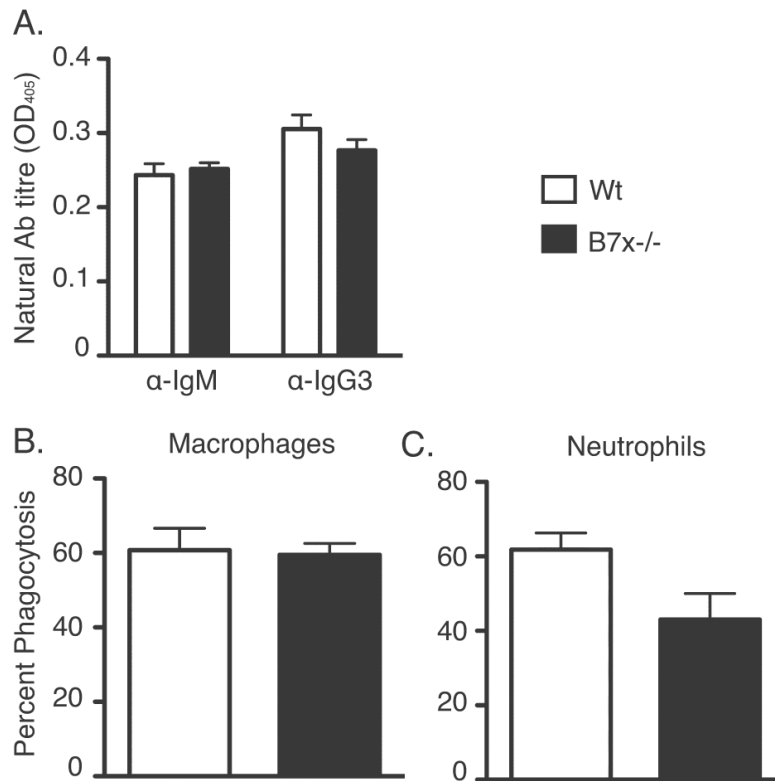 A.
Natural Ab titre (OD₄₀₅)
0.4
0.3
0.2
0.1
0
α-IgM α-IgG3
Wt
B7x-/-
B. Macrophages
Percent Phagocytosis
80
60
40
20
0
C. Neutrophils
80
60
40
20
0